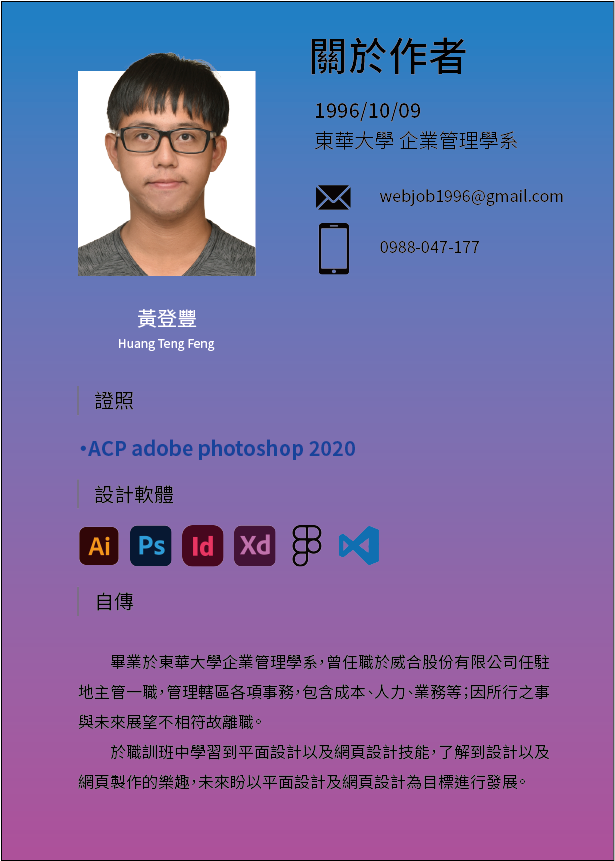 關於作者
1996/10/09
東華大學 企業管理學系
webjob1996@gmail.com
0988-047-177
黃登豐
Huang Teng Feng
證照
•ACP adobe photoshop 2020
設計軟體
Ai Ps Id Xd
自傳
畢業於東華大學企業管理學系，曾任職於威合股份有限公司任駐
地主管一職，管理轄區各項事務，包含成本、人力、業務等；因所行之事
與未來展望不相符故離職。
於職訓班中學習到平面設計以及網頁設計技能，了解到設計以及
網頁製作的樂趣，未來盼以平面設計及網頁設計為目標進行發展。